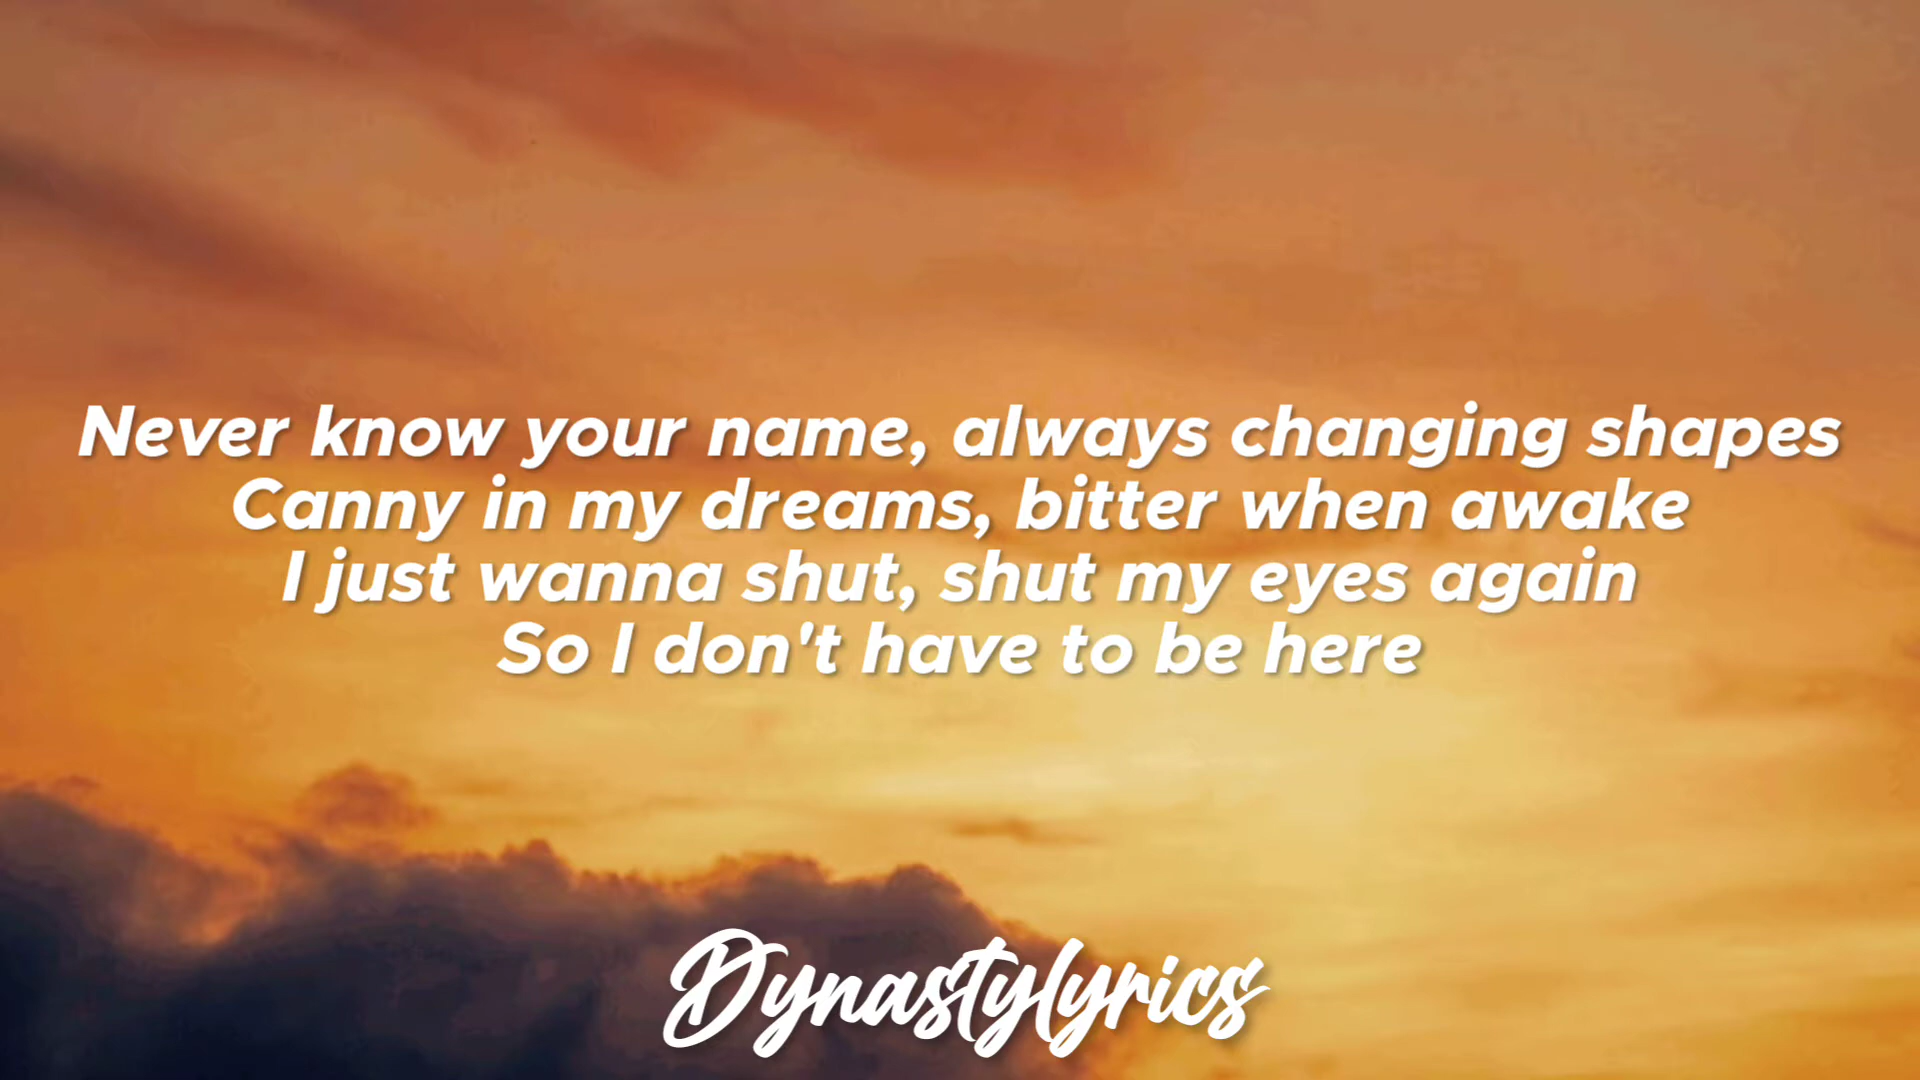 Never know your name, always changing shapes
Canny in my dreams, bitter when awake
I just wanna shut, shut my eyes again
So I don't have to be here
Dynastylyrics